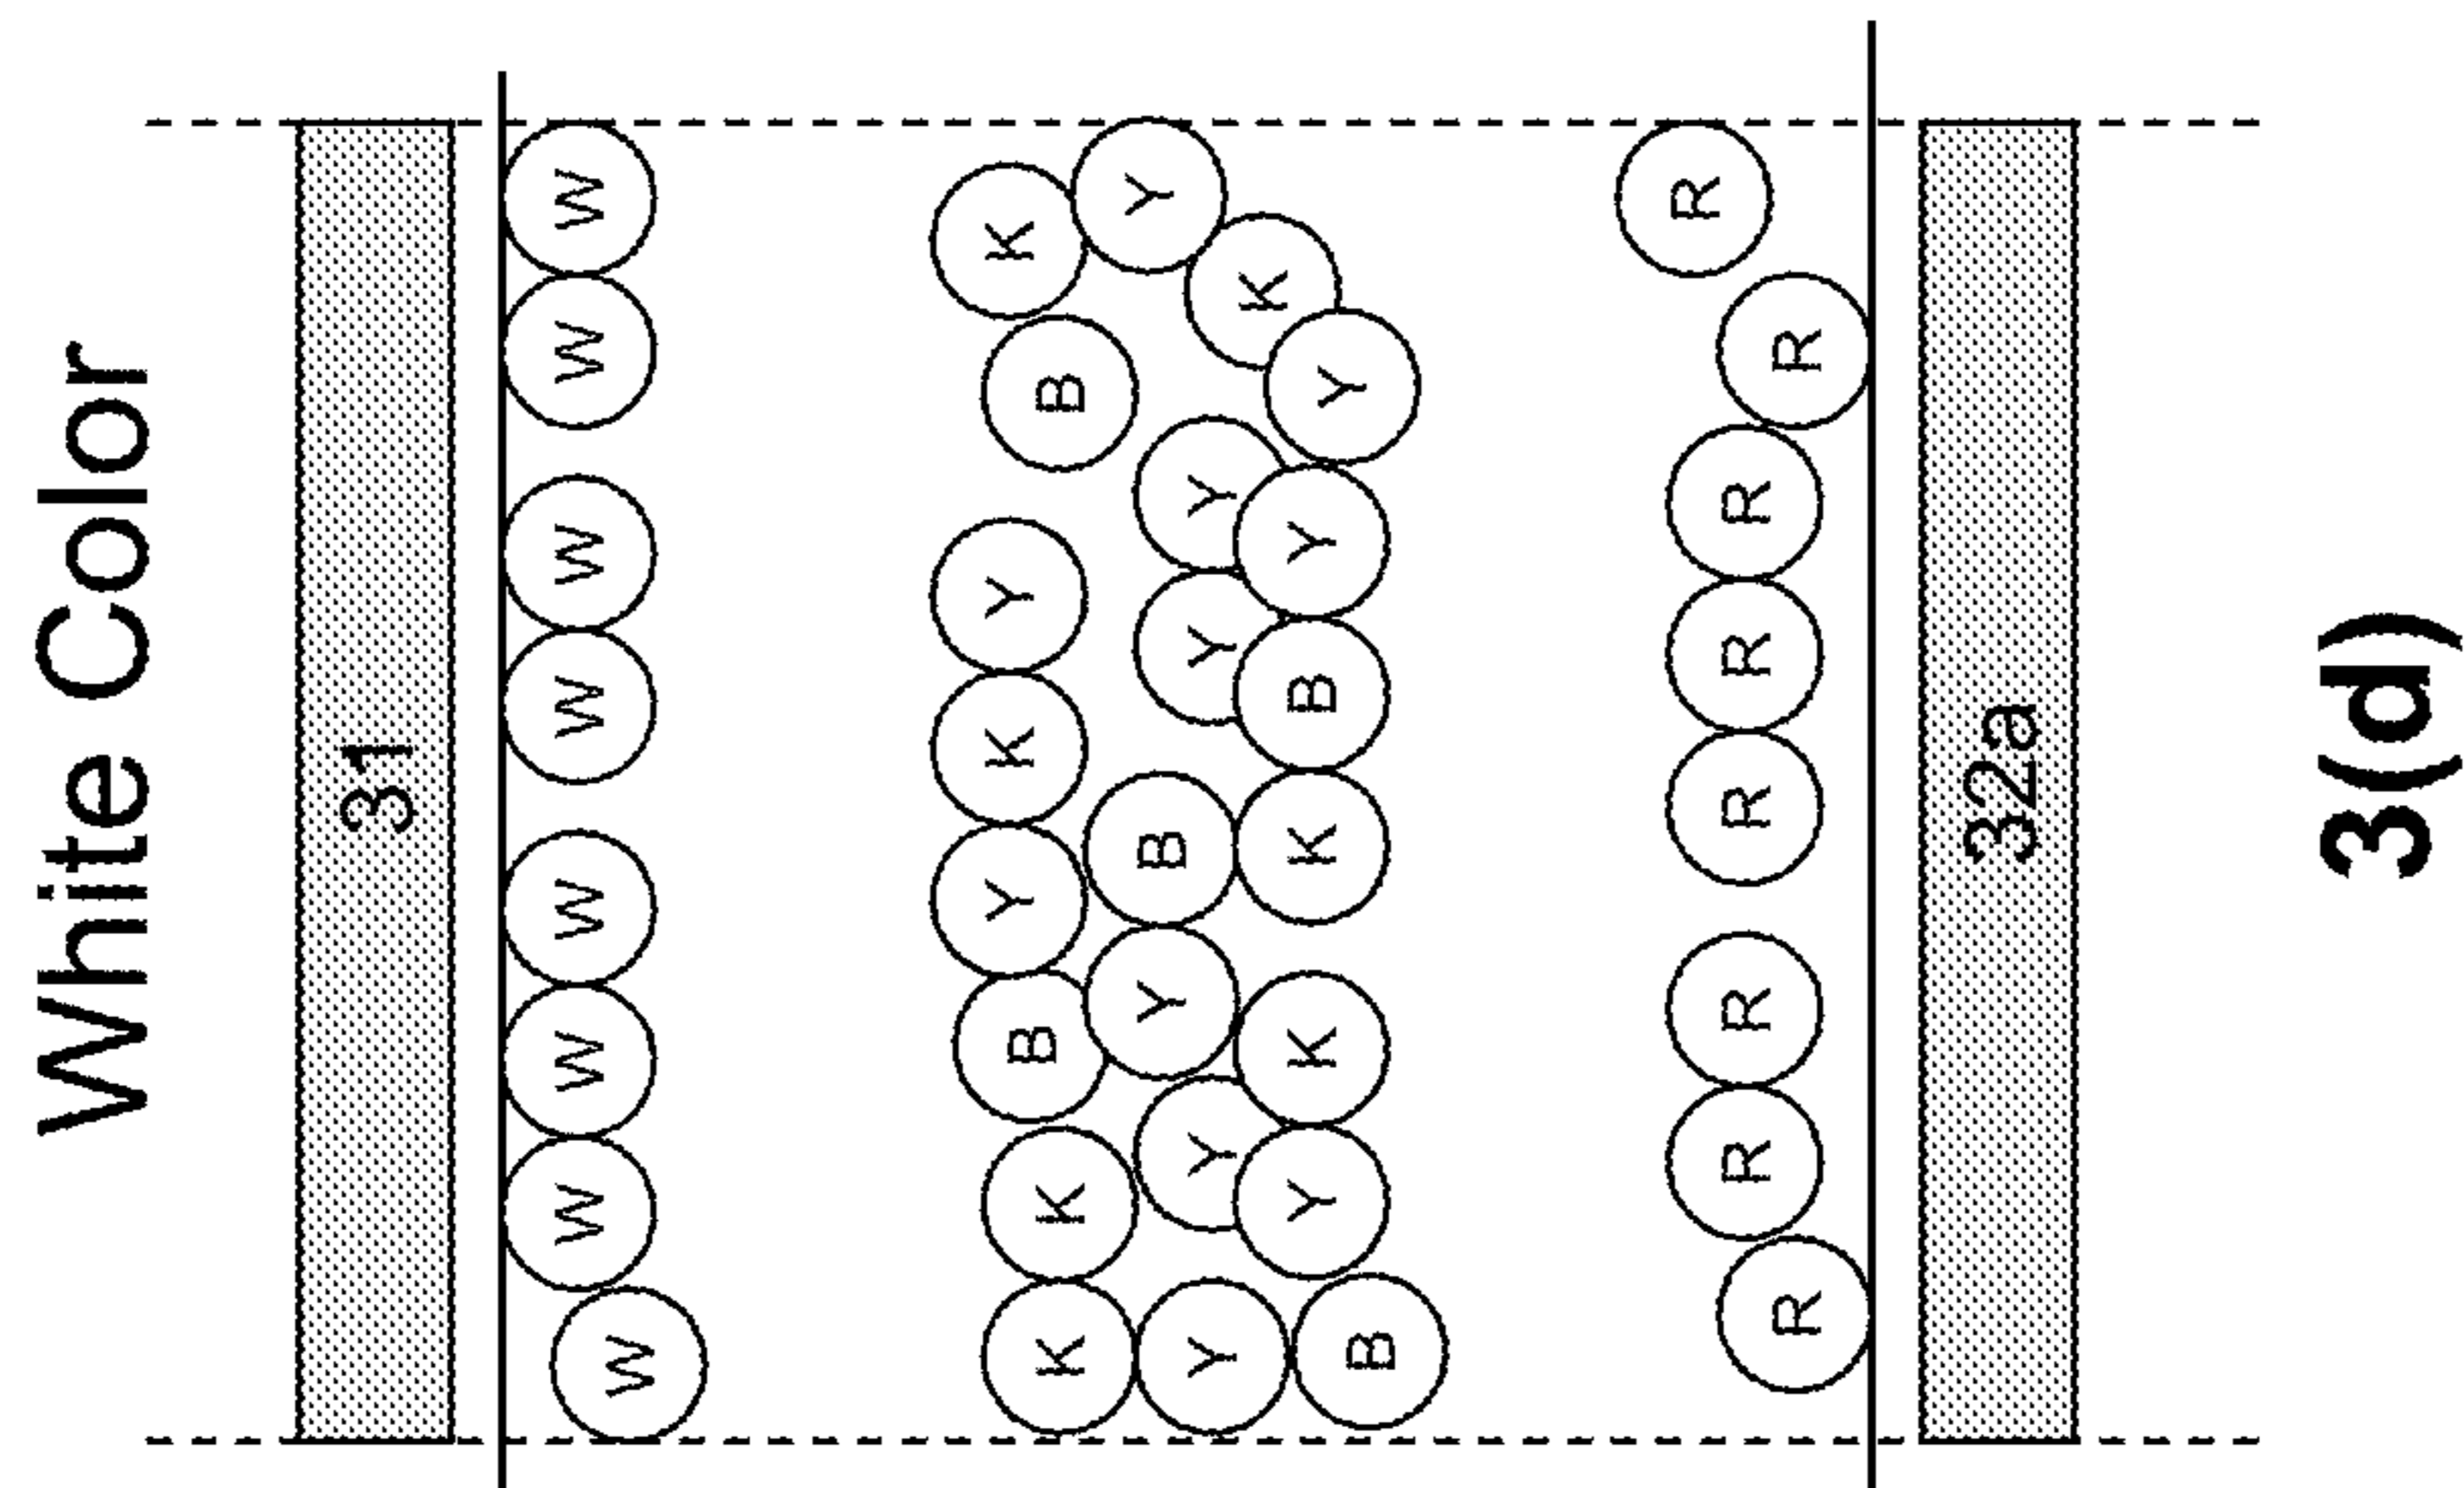 White Color
31
W W W W W W W W
K K B Y K Y B K
Y Y Y B Y Y Y
B Y K K B Y Y K
R R R R R R R R
32a
3(d)